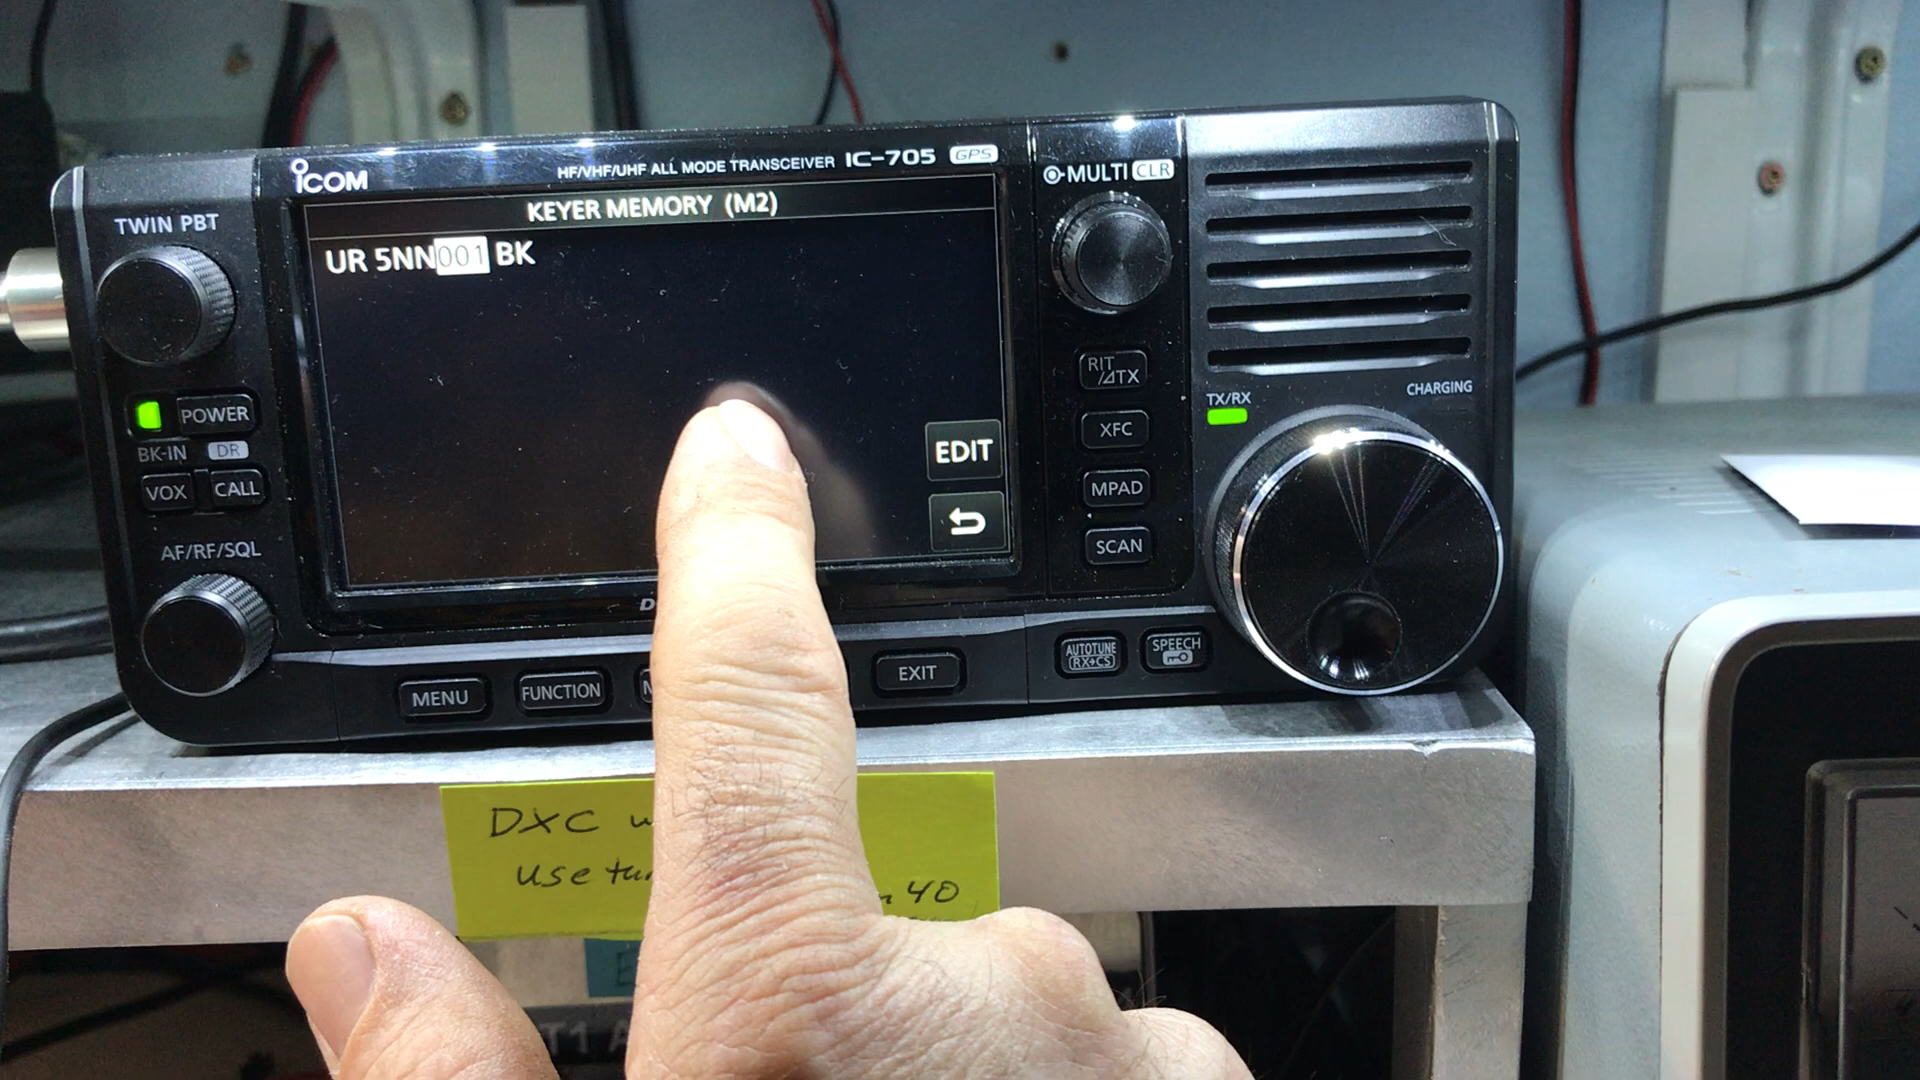 ICOM
HF/VHF/UHF ALL MODE TRANSCEIVER IC-705 GPS
MULTI CLR
TWIN PBT
KEYER MEMORY (M2)
UR 5NN001 BK
RIT
/⊿TX
XFC
MPAD
SCAN
TX/RX
CHARGING
POWER
BK-IN DR
VOX CALL
AF/RF/SQL
EDIT
MENU
FUNCTION
EXIT
AUTOTUNE
RX→CS
SPEECH
DXC
use
40